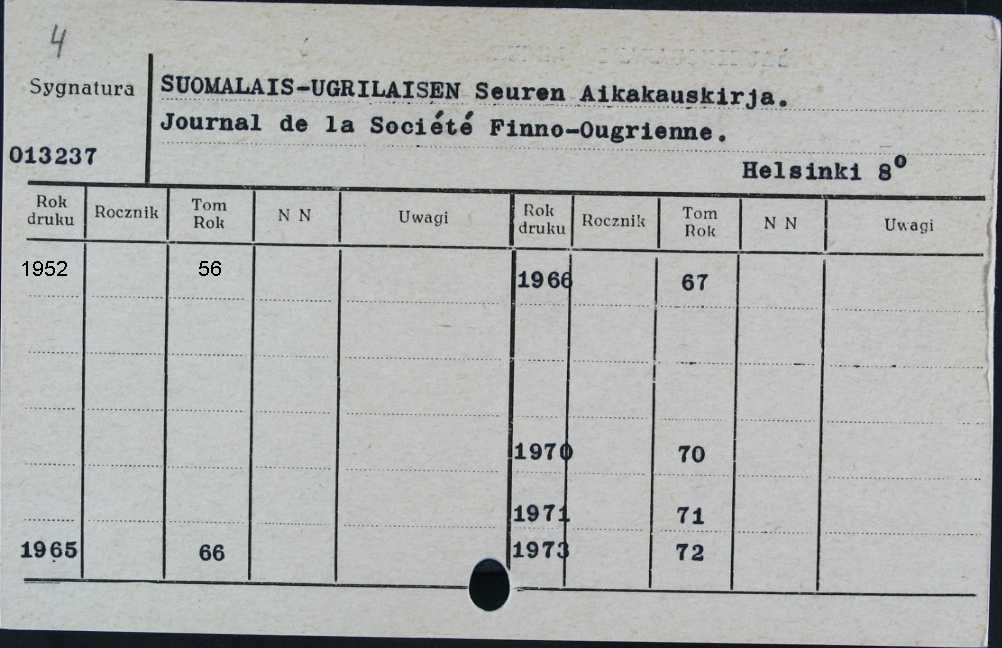 4
Sygnatura
SUOMALAIS-UGRILAISEN Seuren Aikakauskirja.
Journal de la Société Finno-Ougrienne.
013237
Helsinki 8º
Rok druku Rocznik Tom Rok N N Uwagi Rok druku Rocznik Tom Rok N N Uwagi
1952 56 1966 67
1970 70
1971 71
1965 66 1973 72